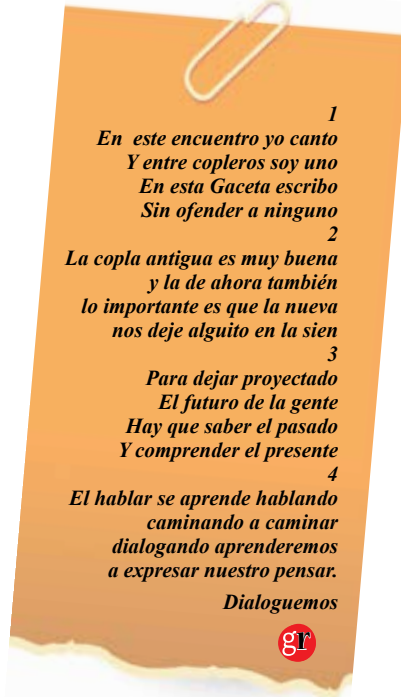 1
En este encuentro yo canto
Y entre copleros soy uno
En esta Gaceta escribo
Sin ofender a ninguno
2
La copla antigua es muy buena
y la de ahora también
lo importante es que la nueva
nos deje alguito en la sien
3
Para dejar proyectado
El futuro de la gente
Hay que saber el pasado
Y comprender el presente
4
El hablar se aprende hablando
caminando a caminar
dialogando aprenderemos
a expresar nuestro pensar.
Dialoguemos
gr